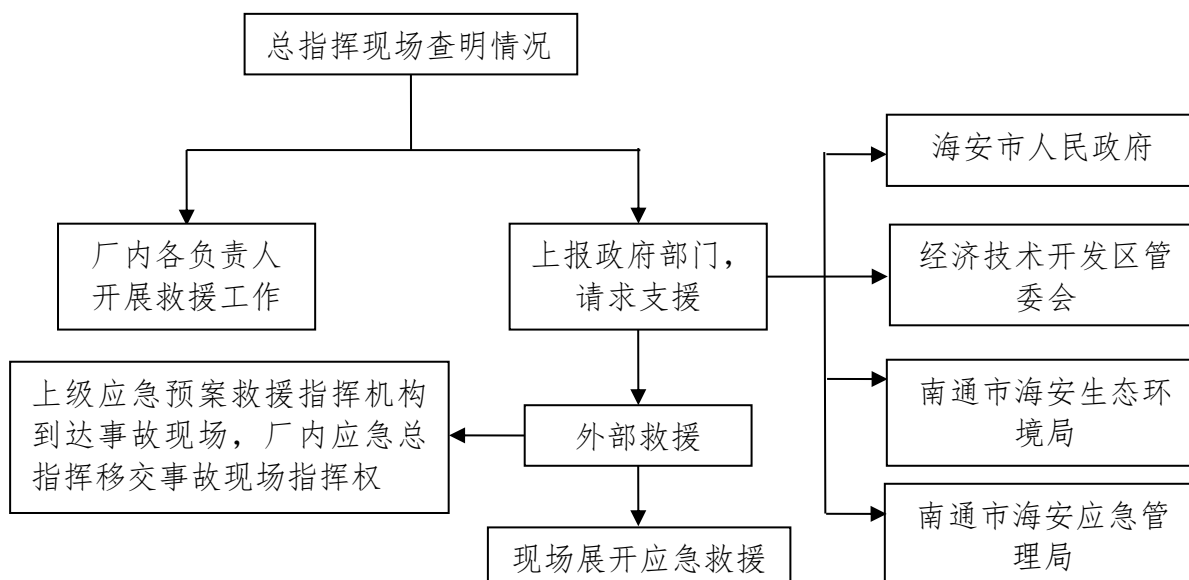 总指挥现场查明情况
海安市人民政府
厂内各负责人
开展救援工作
上报政府部门，
请求支援
经济技术开发区管
委会
上级应急预案救援指挥机构
到达事故现场，厂内应急总
指挥移交事故现场指挥权
外部救援
南通市海安生态环
境局
现场展开应急救援
南通市海安应急管
理局